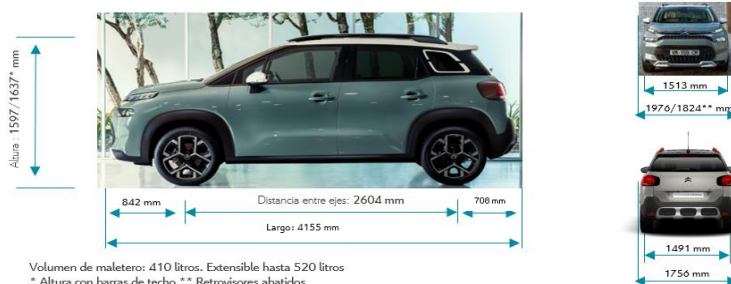 Altura : 1597/1637* mm
1513 mm
1976/1824** mm
842 mm
Distancia entre ejes: 2604 mm
708 mm
Largo: 4155 mm
1491 mm
1756 mm
Volumen de maletero: 410 litros. Extensible hasta 520 litros
* Altura con barras de techo ** Retrovisores abatidos